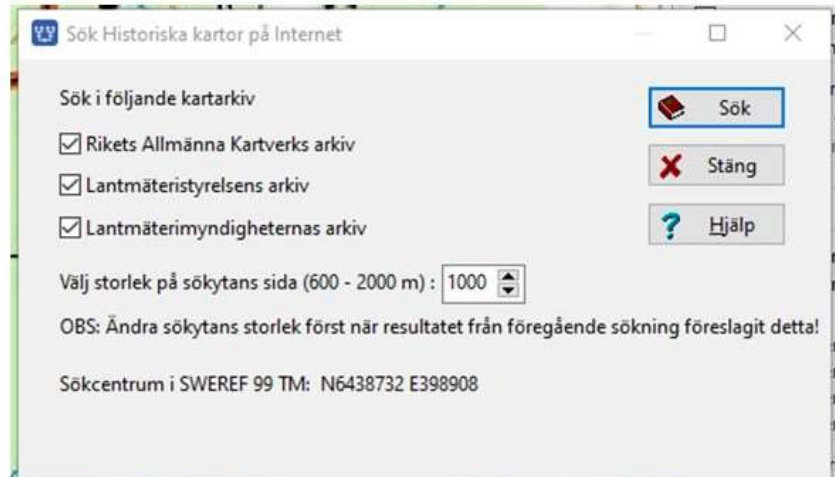 Sök Historiska kartor på Internet
Sök i följande kartarkiv
Sök
Rikets Allmänna Kartverks arkiv
Stäng
Lantmäteristyrelsens arkiv
Hjälp
Lantmäterimyndigheternas arkiv
Välj storlek på sökytans sida (600 - 2000 m) : 1000
OBS: Ändra sökytans storlek först när resultatet från föregående sökning föreslagit detta!
Sökcentrum i SWEREF 99 TM: N6438732 E398908